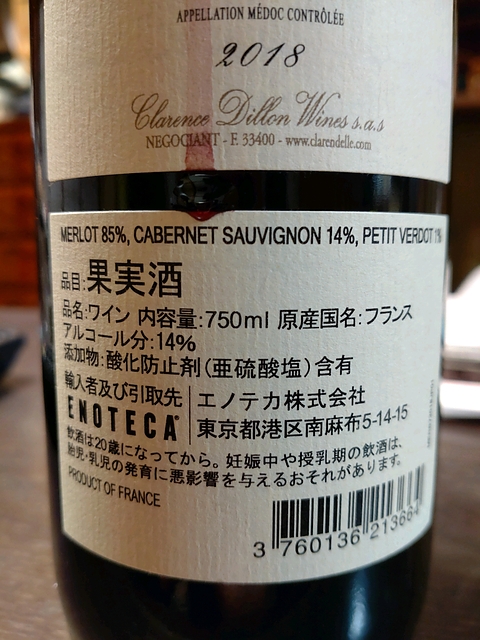 APPELLATION MÉDOC CONTRÔLÉE
2018
Clarence Dillon Wines s.a.s
NEGOCIANT - F. 33400 - www.clarendelle.com
MERLOT 85%, CABERNET SAUVIGNON 14%, PETIT VERDOT 1%
品目:果実酒
品名:ワイン 内容量:750ml 原産国名:フランス
アルコール分:14%
添加物:酸化防止剤(亜硫酸塩)含有
輸入者及び引取先
ENOTECA
エノテカ株式会社
東京都港区南麻布5-14-15
飲酒は20歳になってから。妊娠中や授乳期の飲酒は、
胎児・乳児の発育に悪影響を与えるおそれがあります。
PRODUCT OF FRANCE
3 760136 213664